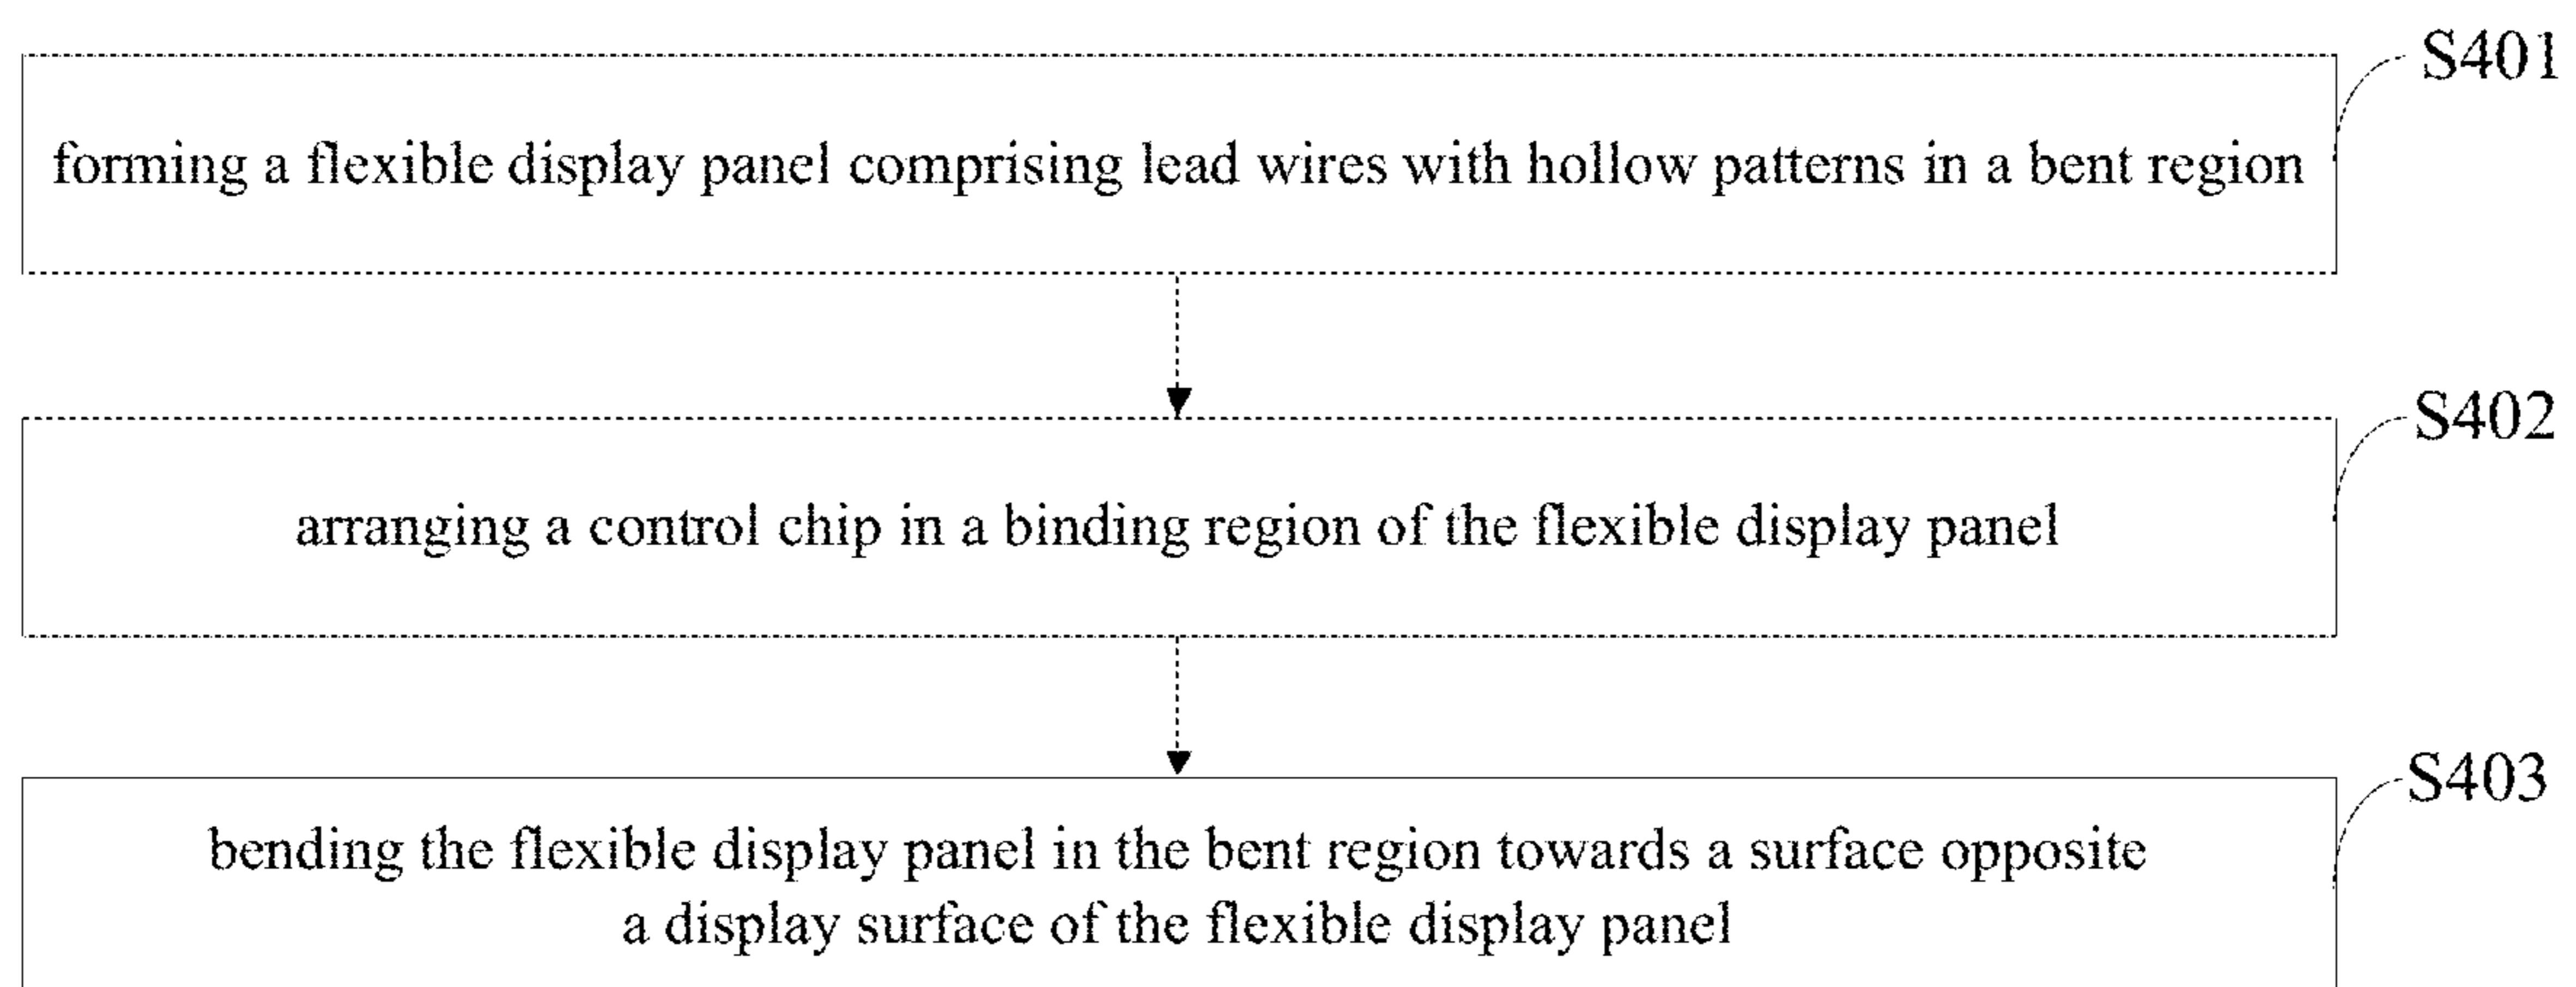 S401
forming a flexible display panel comprising lead wires with hollow patterns in a bent region
S402
arranging a control chip in a binding region of the flexible display panel
S403
bending the flexible display panel in the bent region towards a surface opposite
a display surface of the flexible display panel